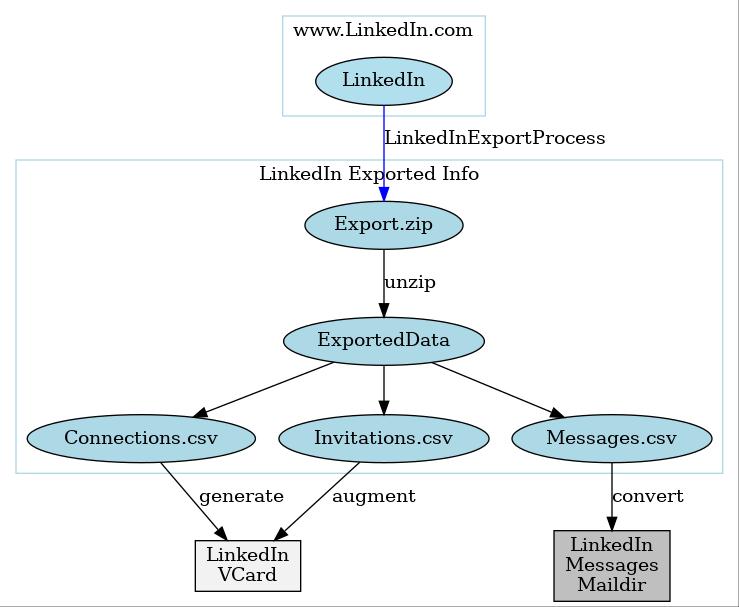 www.LinkedIn.com
LinkedIn
LinkedInExportProcess
LinkedIn Exported Info
Export.zip
unzip
ExportedData
Connections.csv
Invitations.csv
Messages.csv
generate
augment
convert
LinkedIn
VCard
LinkedIn
Messages
Maildir